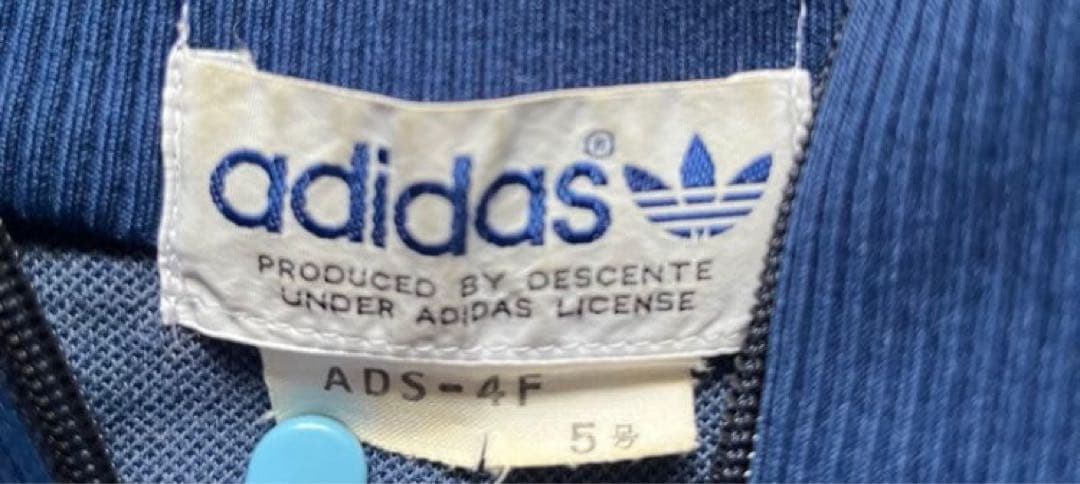 adidas®
PRODUCED BY DESCENTE
UNDER ADIDAS LICENSE
ADS-4F
5号